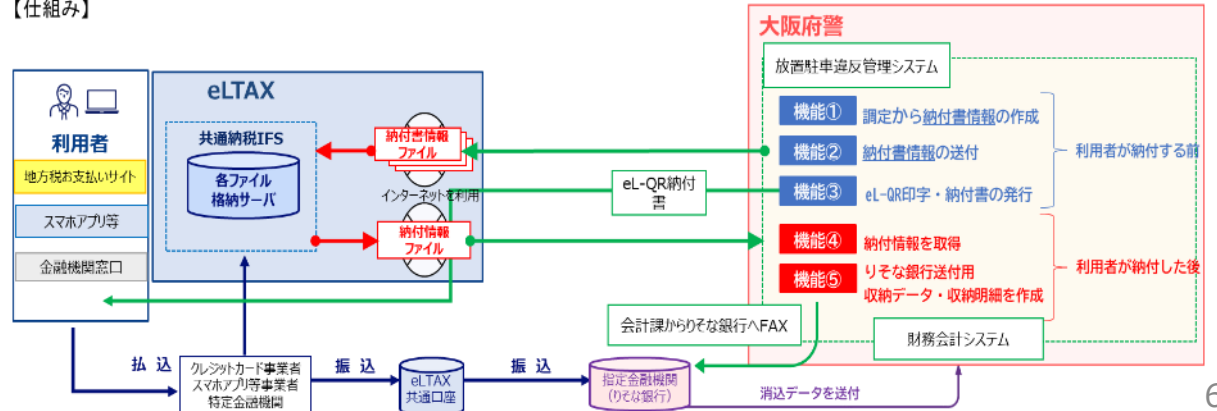 【仕組み】
大阪府警
放置駐車違反管理システム
機能① 調定から納付書情報の作成
機能② 納付書情報の送付
機能③ eL-QR印字・納付書の発行
利用者が納付する前
機能④ 納付情報を取得
機能⑤ りそな銀行送付用
収納データ・収納明細を作成
利用者が納付した後
財務会計システム
eLTAX
共通納税IFS
各ファイル
格納サーバ
納付書情報
ファイル
インターネットを利用
納付情報
ファイル
eL-QR納付
書
利用者
地方税お支払いサイト
スマホアプリ等
金融機関窓口
会計課からりそな銀行へFAX
払 込
クレジットカード事業者
スマホアプリ等事業者
特定金融機関
振 込
eLTAX
共通口座
振 込
指定金融機関
(りそな銀行)
消込データを送付
6